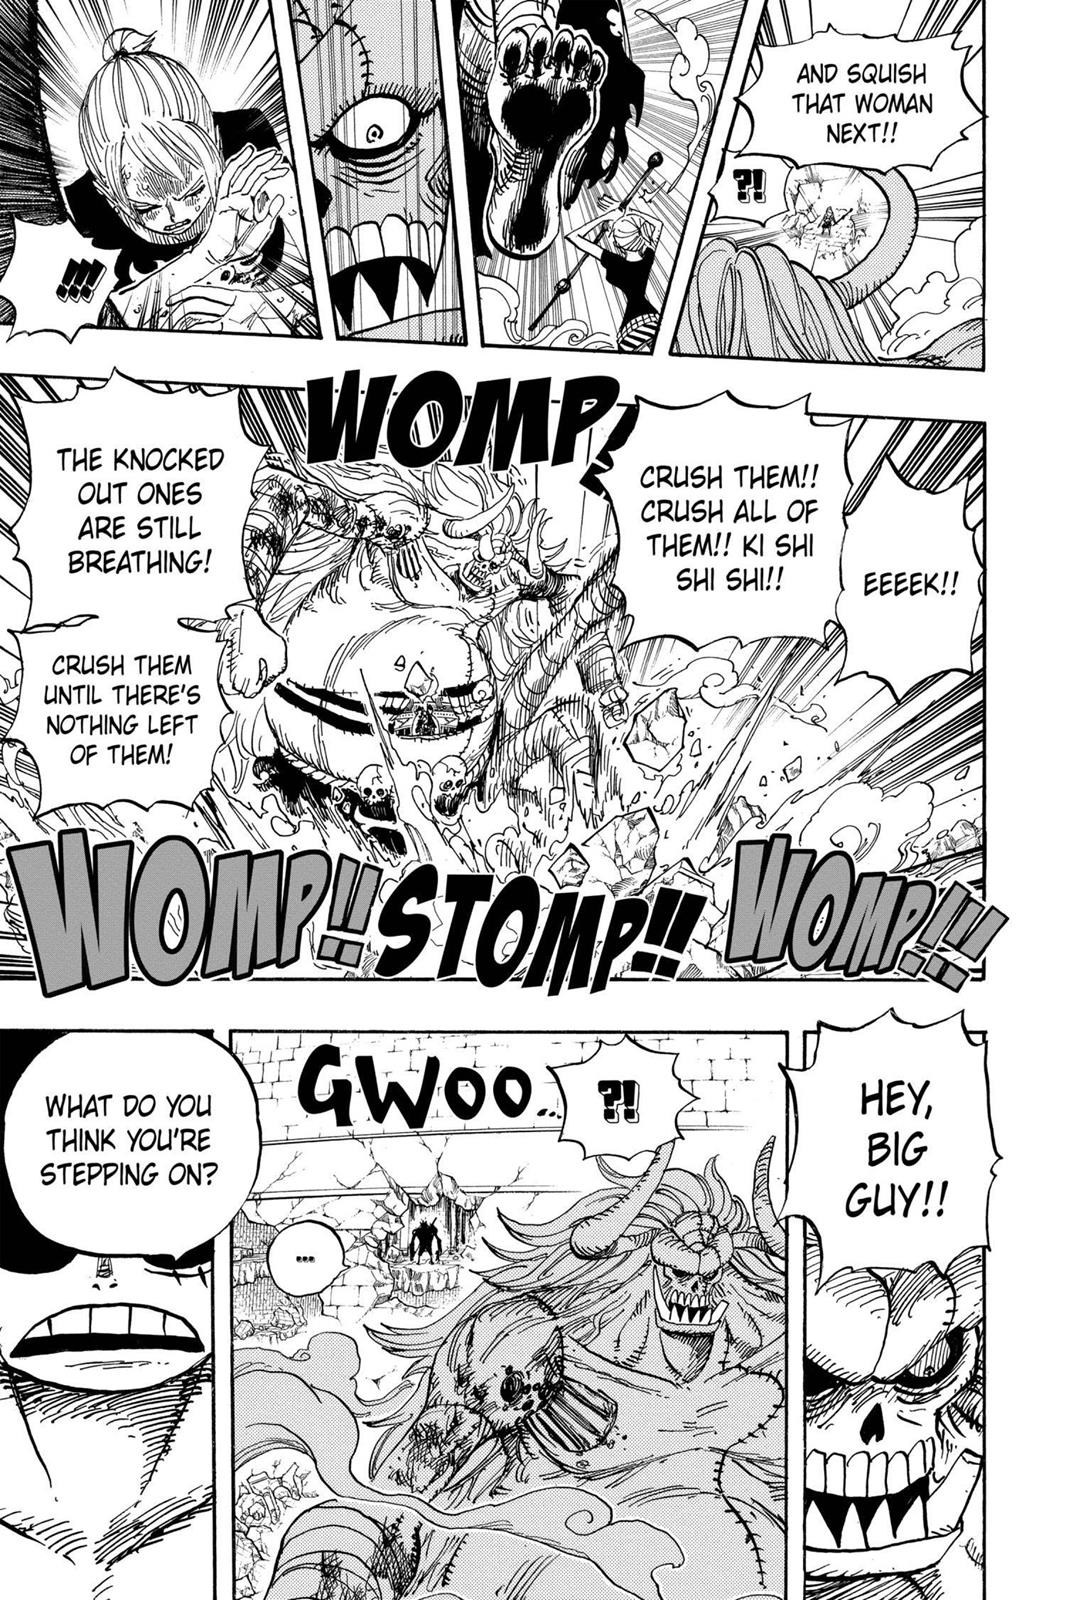 AND SQUISH
THAT WOMAN
NEXT!!
?!
!!!
WOMP
EEEEK!!
CRUSH THEM!!
CRUSH ALL OF
THEM!! KI SHI
SHI SHI!!
THE KNOCKED
OUT ONES
ARE STILL
BREATHING!
CRUSH THEM
UNTIL THERE'S
NOTHING LEFT
OF THEM!
WOMP!!
STOMP!!
WOMP!!!
HEY,
BIG
GUY!!
?!
GWOO...
...
WHAT DO YOU
THINK YOU'RE
STEPPING ON?